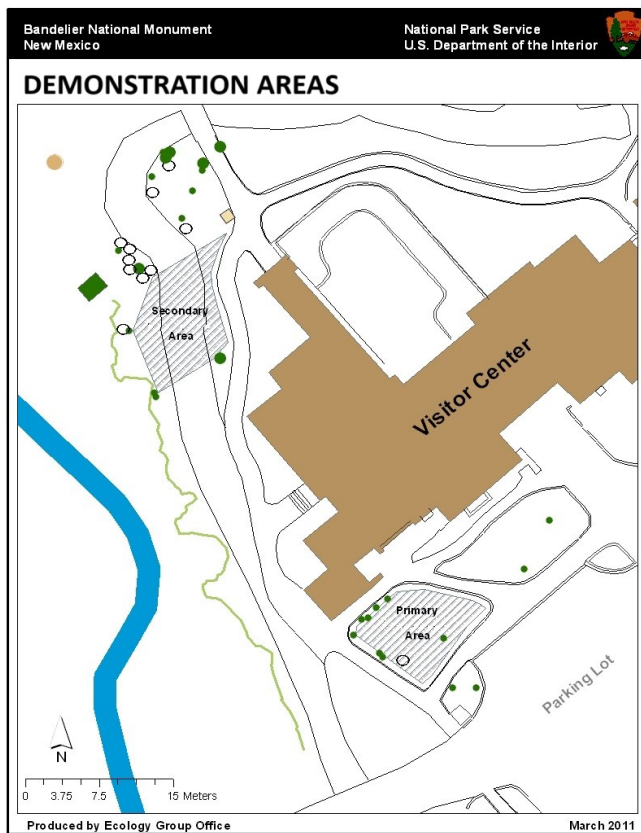 Bandelier National Monument
New Mexico
National Park Service
U.S. Department of the Interior
DEMONSTRATION AREAS
Secondary
Area
Visitor Center
Primary
Area
Parking Lot
N
0 3.75 7.5 15 Meters
Produced by Ecology Group Office
March 2011